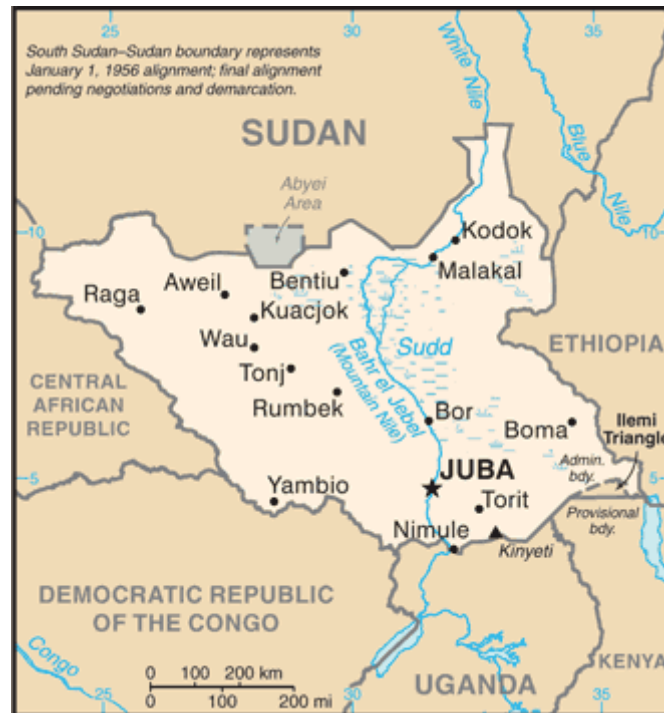 30
35
South Sudan–Sudan boundary represents
January 1, 1956 alignment; final alignment
pending negotiations and demarcation.
White Nile
Blue
Nile
SUDAN
Abyei
Area
10
10
Kodok
Malakal
Bentiu
Aweil
Raga
Kuacjok
Wau
Tonj
Rumbek
Sudd
Bahr el Jebel
(Mountain Nile)
ETHIOPIA
CENTRAL
AFRICAN
REPUBLIC
Bor
Boma
Ilemi
Triangle
Admin.
bdy.
5
5
JUBA
Yambio
Torit
Provisional
bdy.
Nimule
Kinyeti
DEMOCRATIC REPUBLIC
OF THE CONGO
Congo
0 100 200 km
0 100 200 mi
UGANDA
KENYA
25
30
35